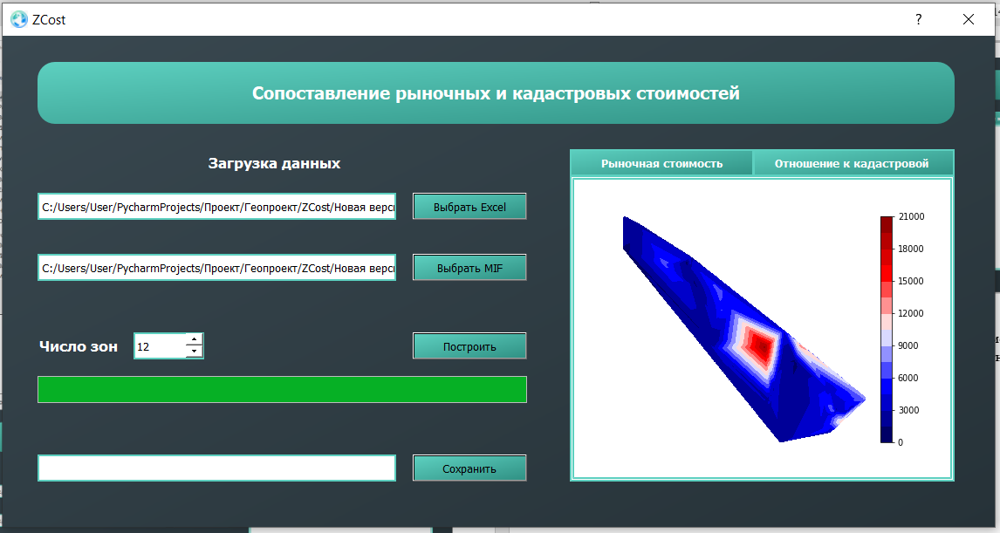 ZCost
?
Сопоставление рыночных и кадастровых стоимостей
Загрузка данных
C:/Users/User/PycharmProjects/Проект/Геопроект/ZCost/Новая верси
Выбрать Excel
C:/Users/User/PycharmProjects/Проект/Геопроект/ZCost/Новая верси
Выбрать MIF
Число зон
12
Построить
Сохранить
Рыночная стоимость
Отношение к кадастровой
21000
18000
15000
12000
9000
6000
3000
0